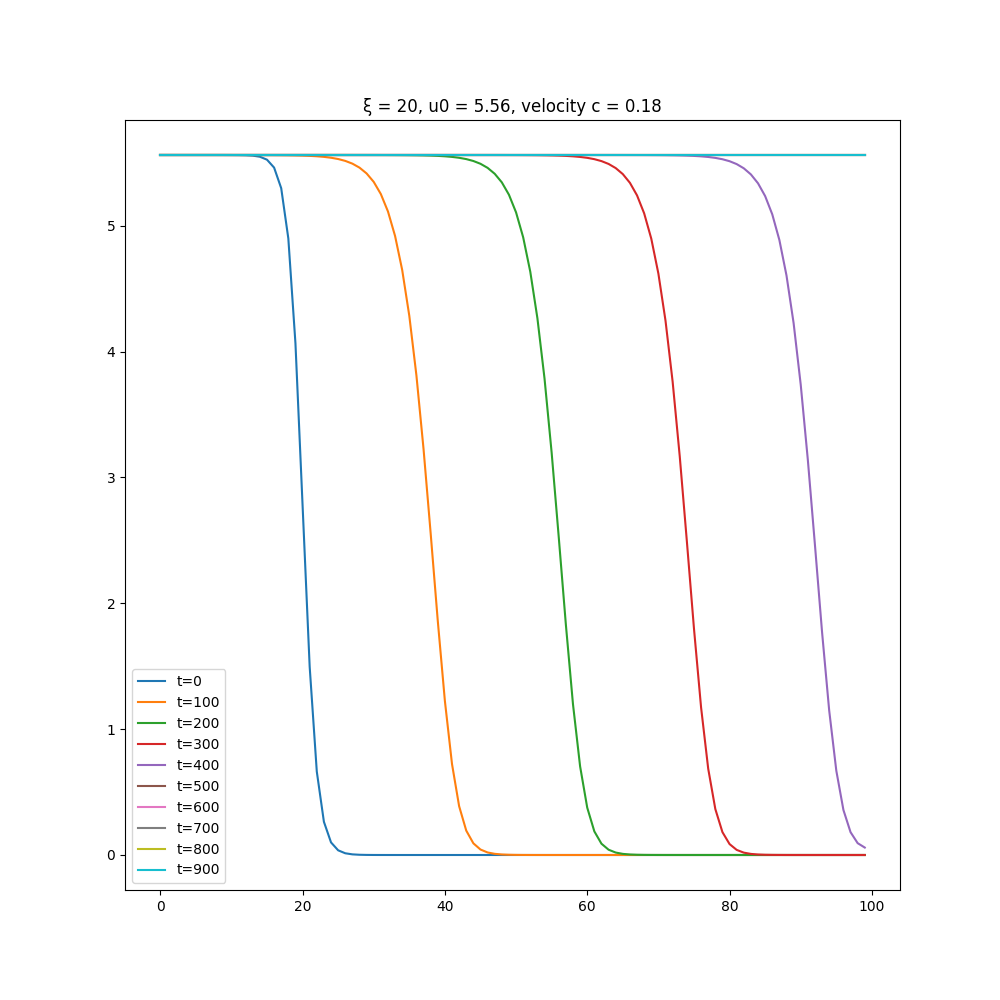 ξ = 20, u0 = 5.56, velocity c = 0.18
5
4
3
2
1
0
t=0
t=100
t=200
t=300
t=400
t=500
t=600
t=700
t=800
t=900
0 20 40 60 80 100